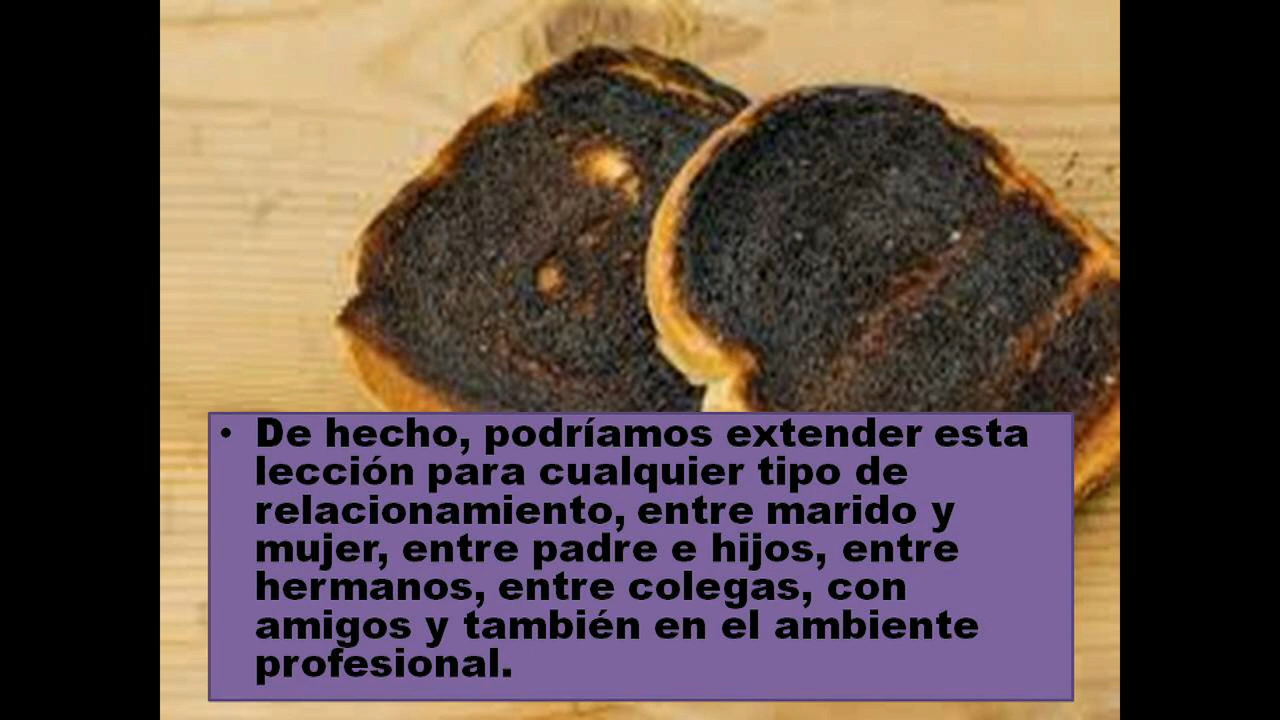 • De hecho, podríamos extender esta
lección para cualquier tipo de
relacionamiento, entre marido y
mujer, entre padre e hijos, entre
hermanos, entre colegas, con
amigos y también en el ambiente
profesional.